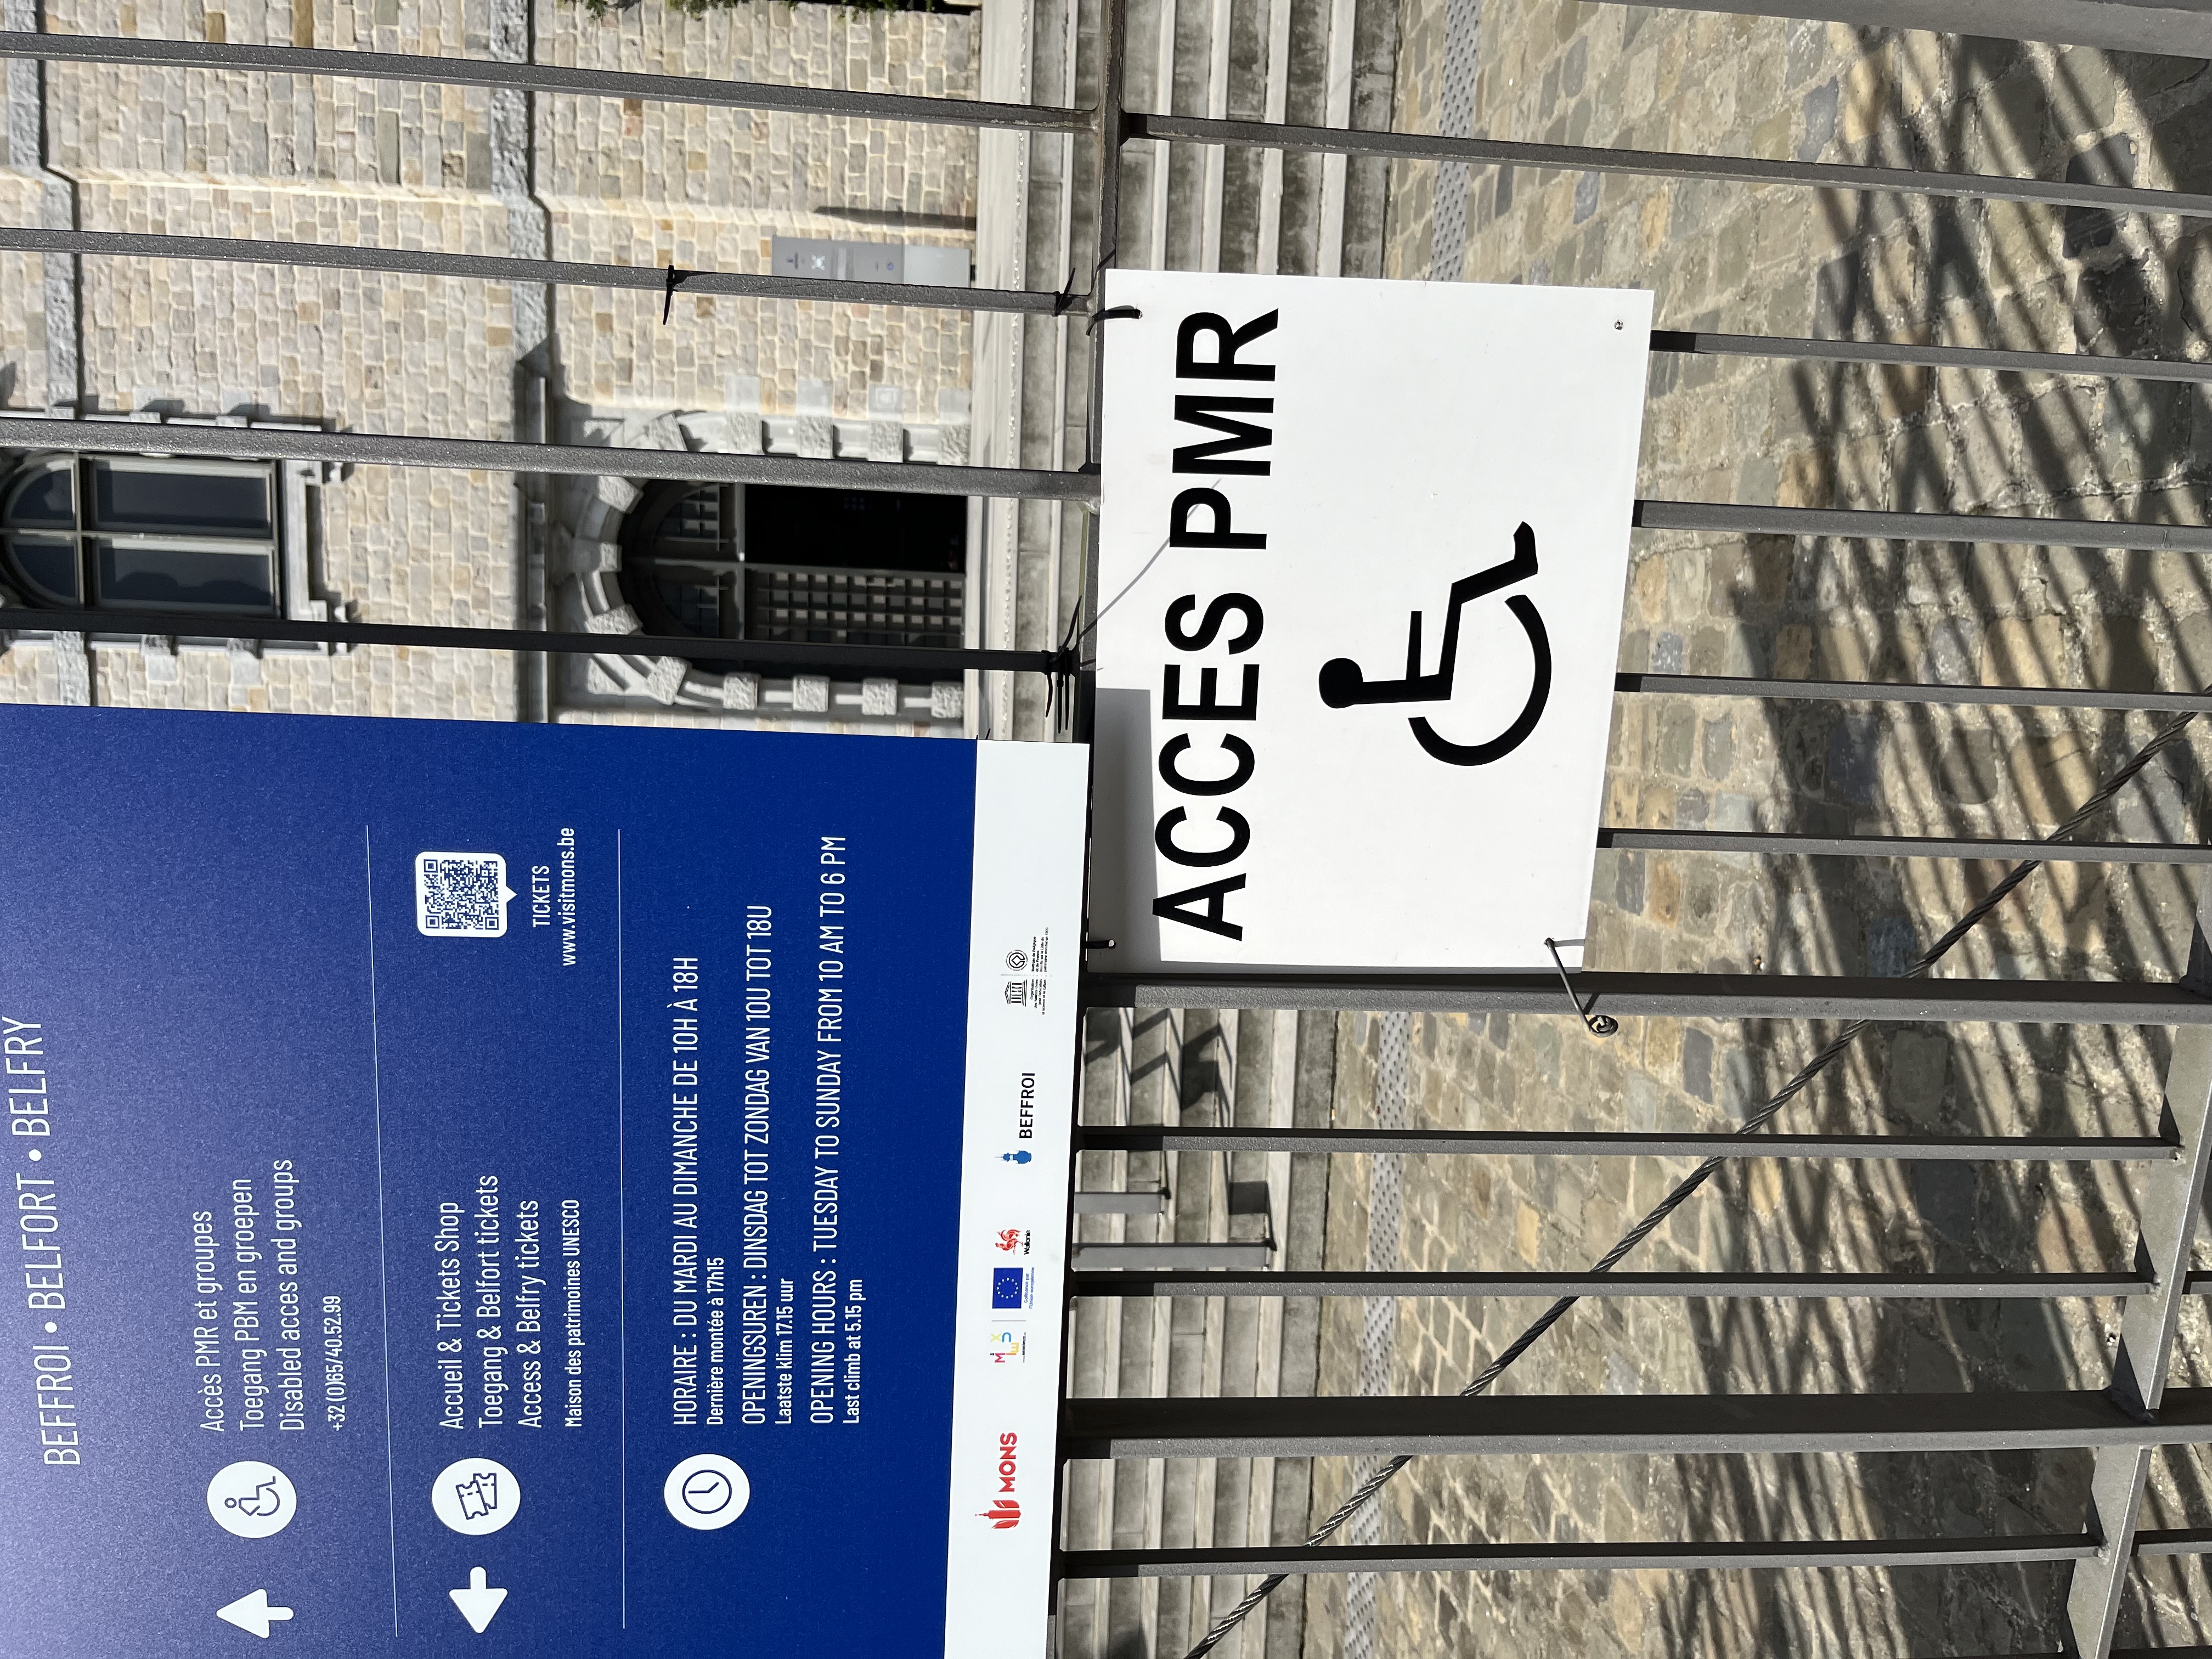 BEFFROI • BELFORT • BELFRY
Accès PMR et groupes
Toegang PBM en groepen
Disabled acces and groups
+32(0)65/40.52.99
Accueil & Tickets Shop
Toegang & Belfort tickets
Access & Belfry tickets
Maison des patrimoines UNESCO
TICKETS
www.visitmons.be
HORAIRE : DU MARDI AU DIMANCHE DE 10H À 18H
Dernière montée à 17h15
OPENINGSUREN : DINSDAG TOT ZONDAG VAN 10U TOT 18U
Laatste klim 17.15 uur
OPENING HOURS : TUESDAY TO SUNDAY FROM 10 AM TO 6 PM
Last climb at 5.15 pm
MONS
Wallonie
BEFFROI
ACCES PMR